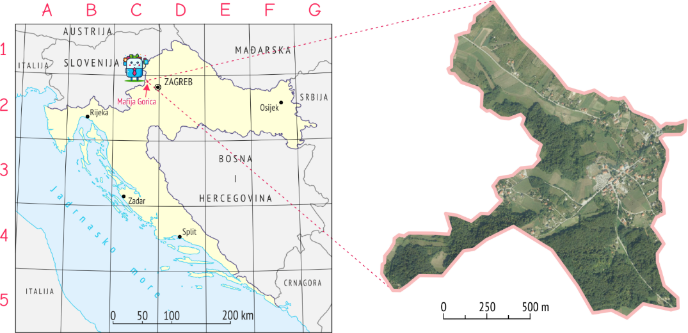 A B C D E F G
1
2
3
4
5
AUSTRIJA
MAĐARSKA
ITALIJA
SLOVENIJA
ZAGREB
Marija Gorica
SRBIJA
Osijek
Rijeka
BOSNA
I
HERCEGOVINA
Zadar
Split
Jadransko more
CRNAGORA
ITALIJA
0 100 200 km
0 250 500 m